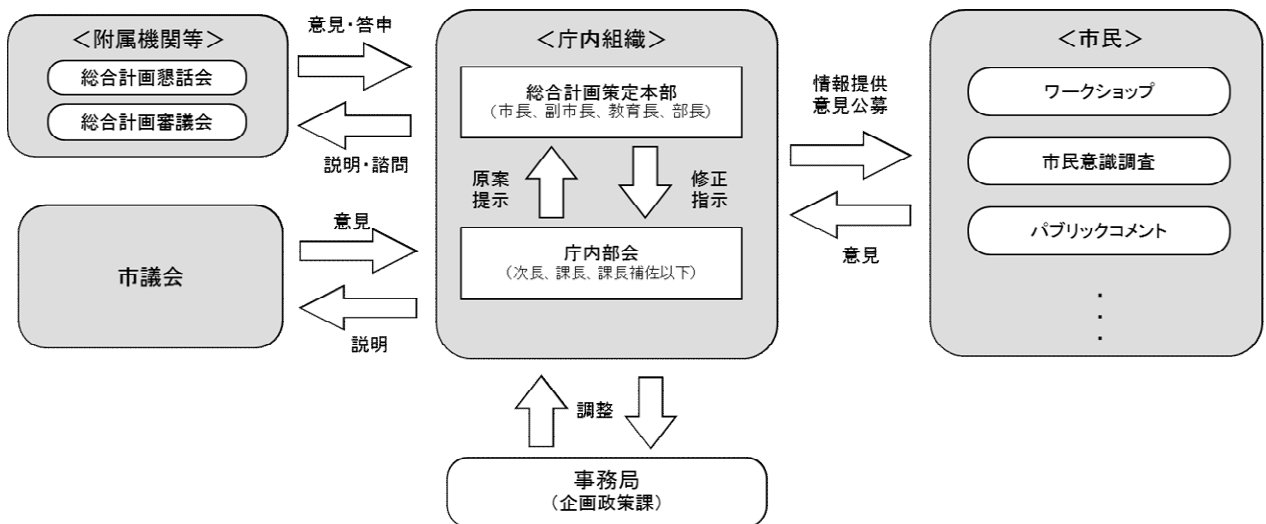 <附属機関等>
総合計画懇話会
総合計画審議会
意見・答申
説明・諮問
市議会
意見
説明
<庁内組織>
総合計画策定本部
(市長、副市長、教育長、部長)
原案
提示
修正
指示
庁内部会
(次長、課長、課長補佐以下)
調整
事務局
(企画政策課)
情報提供
意見公募
意見
<市民>
ワークショップ
市民意識調査
パブリックコメント
・
・
・